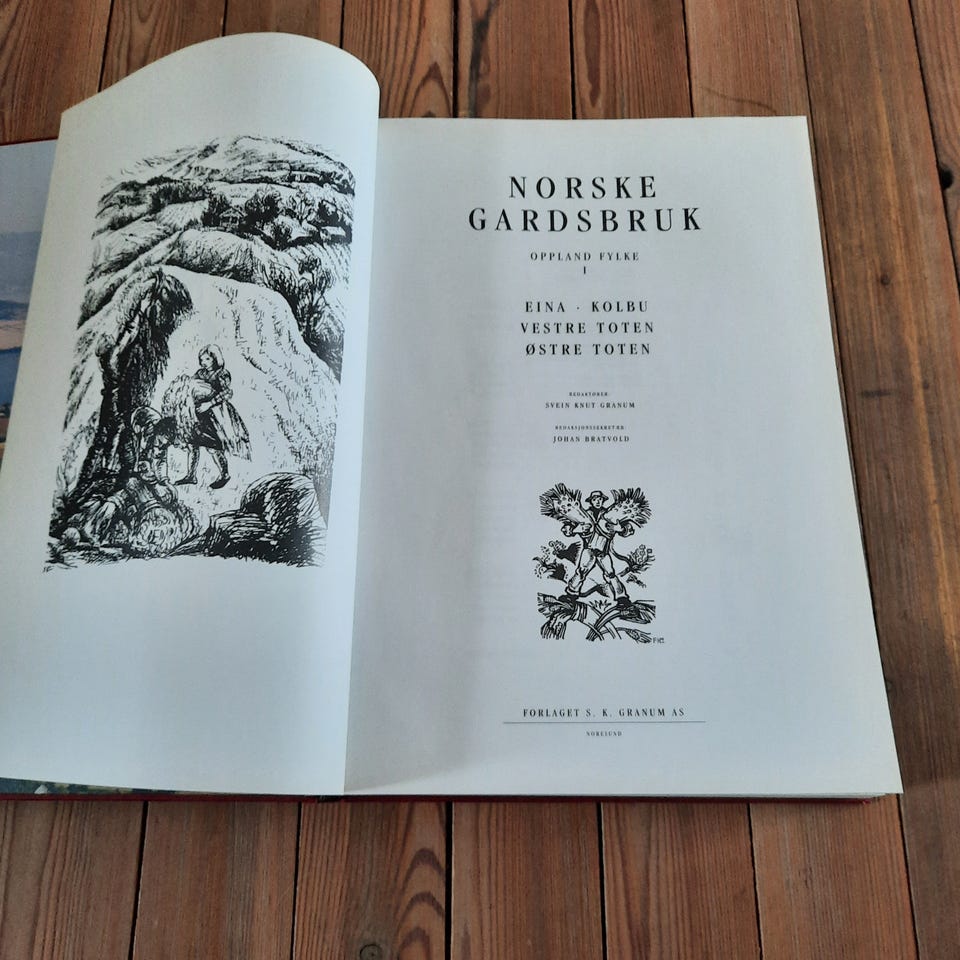 NORSKE
GARDSBRUK
OPPLAND FYLKE
I
EINA · KOLBU
VESTRE TOTEN
ØSTRE TOTEN
REDAKTØRER:
SVEIN KNUT GRANUM
REDAKSJONSSEKRETÆR:
JOHAN BRATVOLD
FORLAGET S. K. GRANUM AS
NORESUND